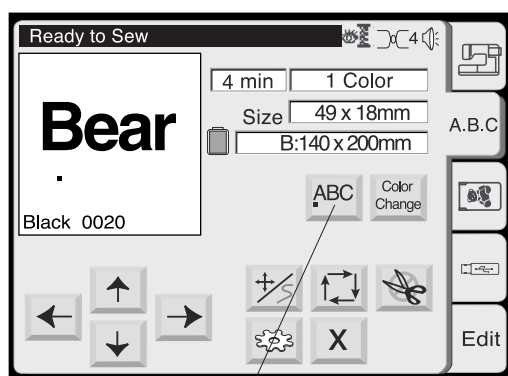 Ready to Sew
4
4 min
1 Color
Size
49 x 18mm
B:140 x 200mm
Bear
Black 0020
ABC
Color
Change
X
A.B.C
Edit